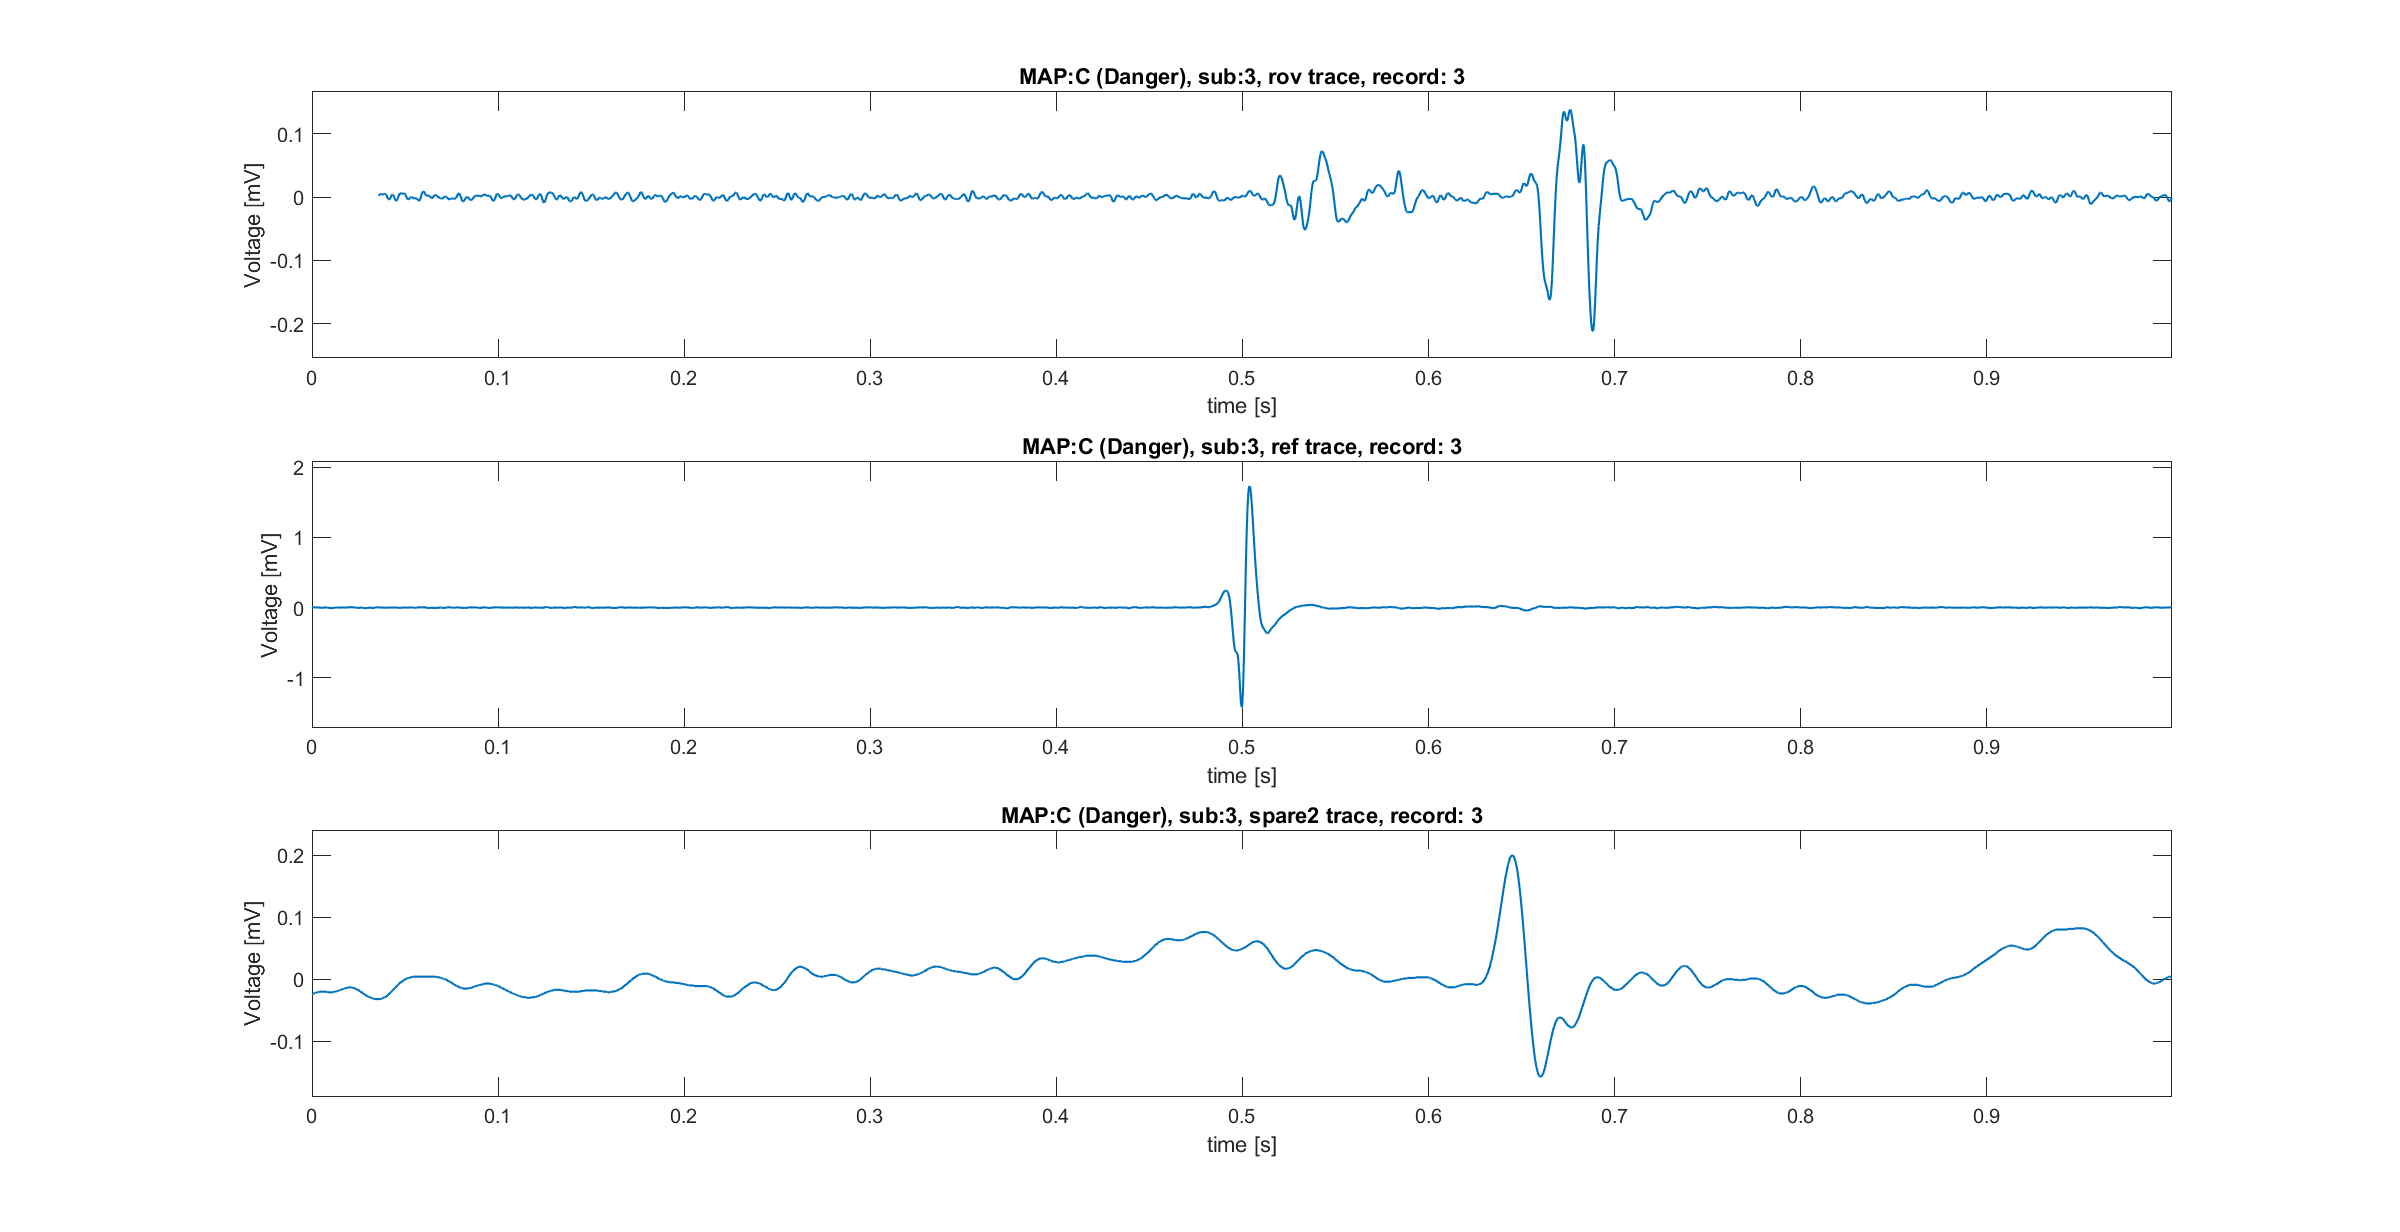 MAP:C (Danger), sub:3, rov trace, record: 3
Voltage [mV]
0.1
0
-0.1
-0.2
0 0.1 0.2 0.3 0.4 0.5 0.6 0.7 0.8 0.9
time [s]
MAP:C (Danger), sub:3, ref trace, record: 3
Voltage [mV]
2
1
0
-1
0 0.1 0.2 0.3 0.4 0.5 0.6 0.7 0.8 0.9
time [s]
MAP:C (Danger), sub:3, spare2 trace, record: 3
Voltage [mV]
0.2
0.1
0
-0.1
0 0.1 0.2 0.3 0.4 0.5 0.6 0.7 0.8 0.9
time [s]